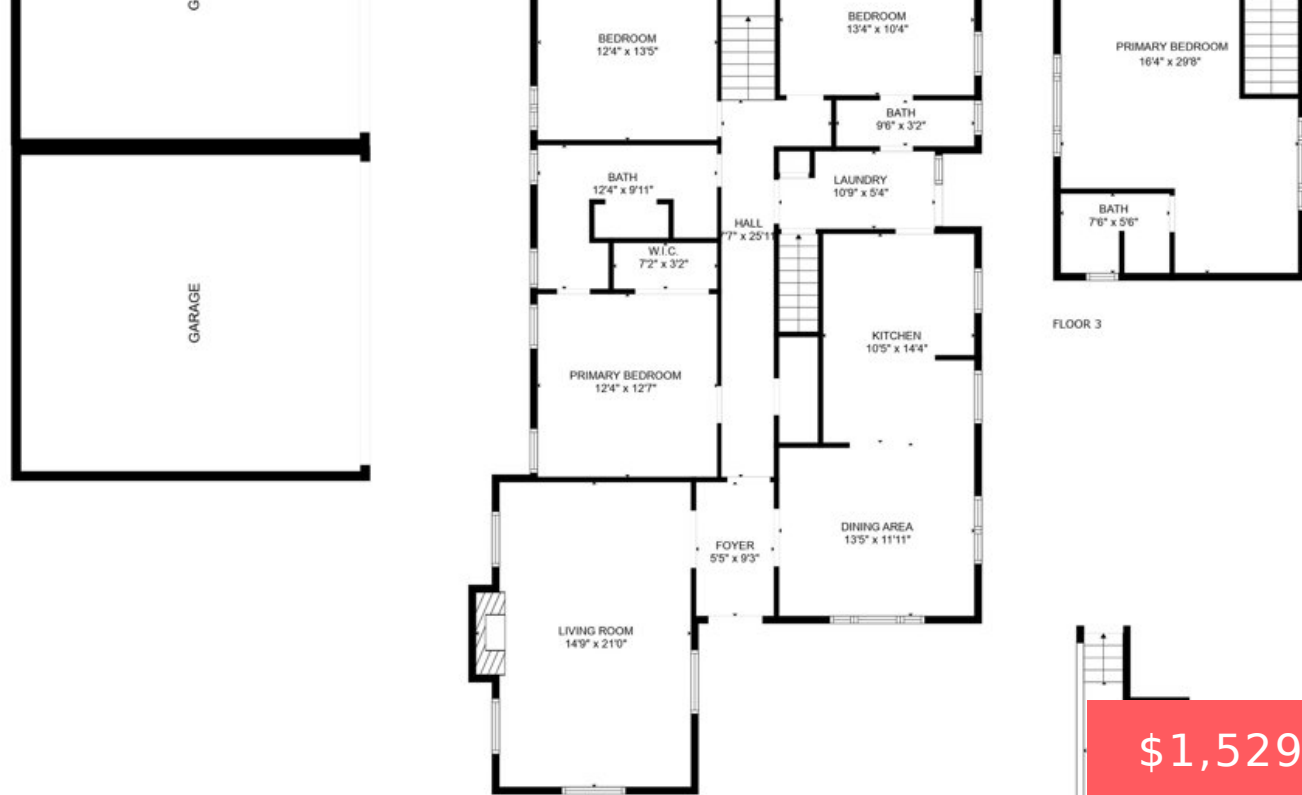 BEDROOM
12'4" x 13'5"
BEDROOM
13'4" x 10'4"
PRIMARY BEDROOM
16'4" x 29'8"
BATH
9'6" x 3'2"
BATH
12'4" x 9'11"
LAUNDRY
10'9" x 5'4"
BATH
7'6" x 5'6"
HALL
'7" x 25'11
W.I.C.
7'2" x 3'2"
GARAGE
KITCHEN
10'5" x 14'4"
FLOOR 3
PRIMARY BEDROOM
12'4" x 12'7"
DINING AREA
13'5" x 11'11"
FOYER
5'5" x 9'3"
LIVING ROOM
14'9" x 21'0"
$1,529